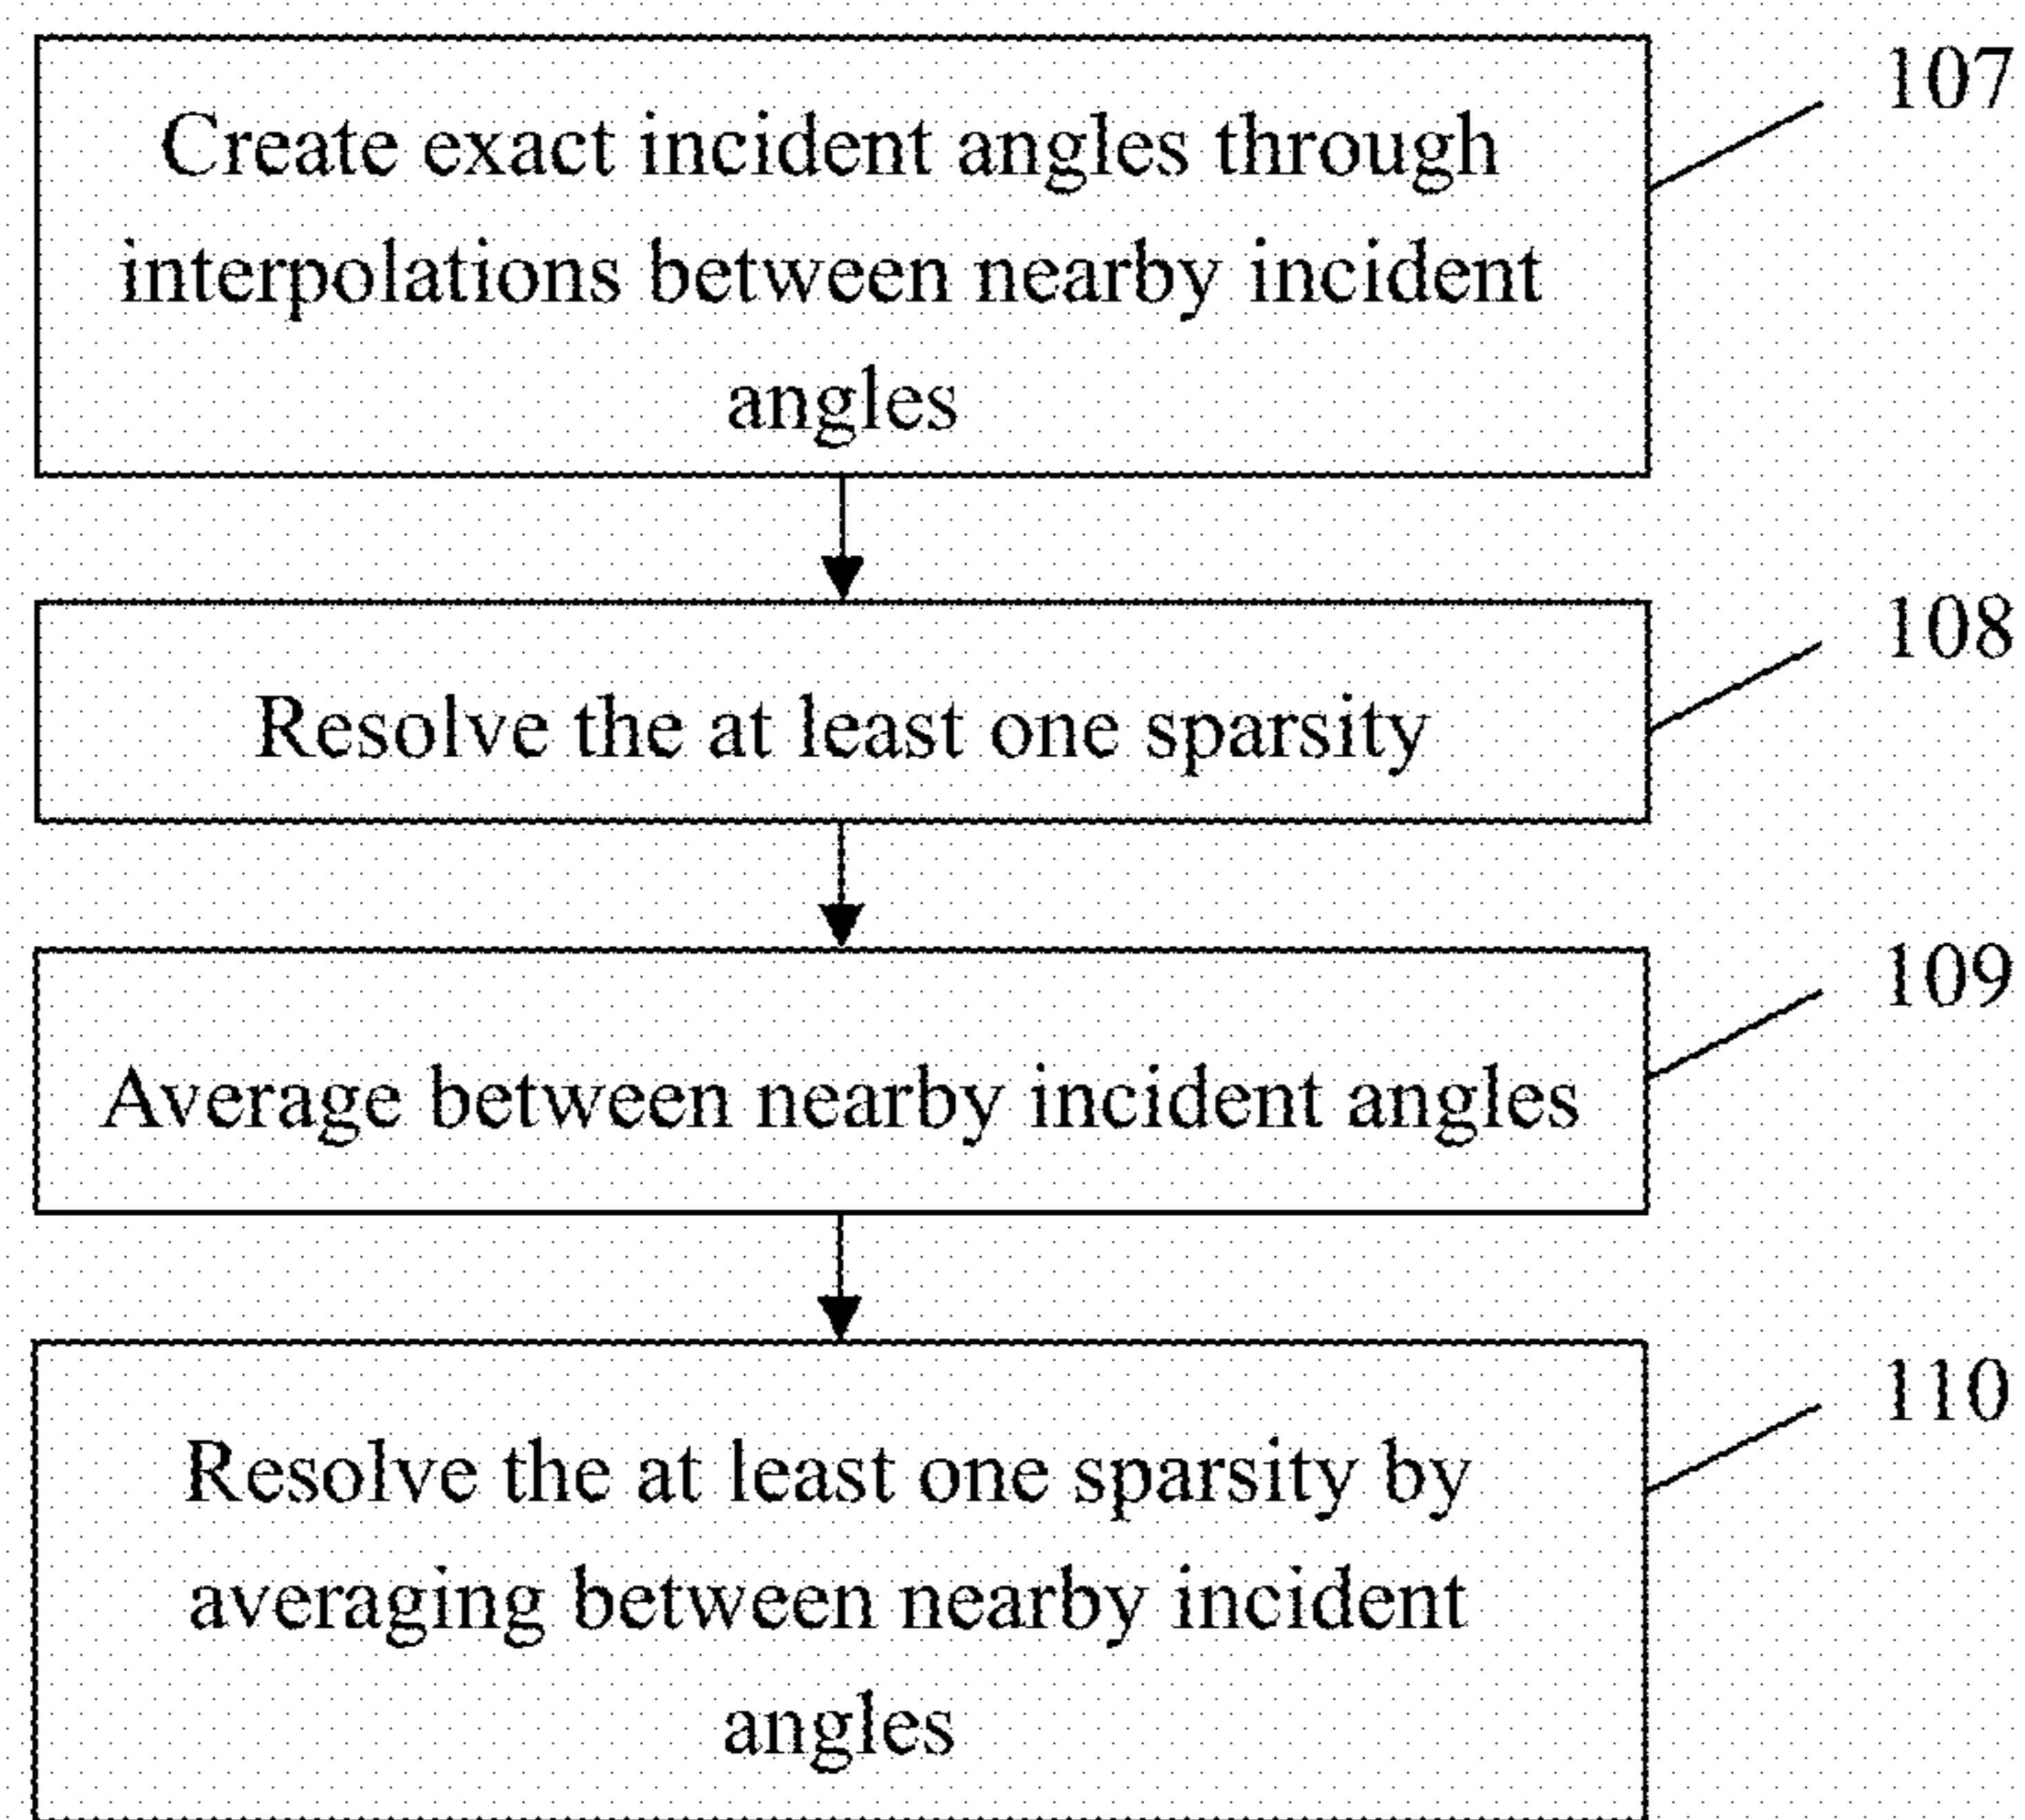 107
Create exact incident angles through
interpolations between nearby incident
angles
108
Resolve the at least one sparsity
109
Average between nearby incident angles
110
Resolve the at least one sparsity by
averaging between nearby incident
angles